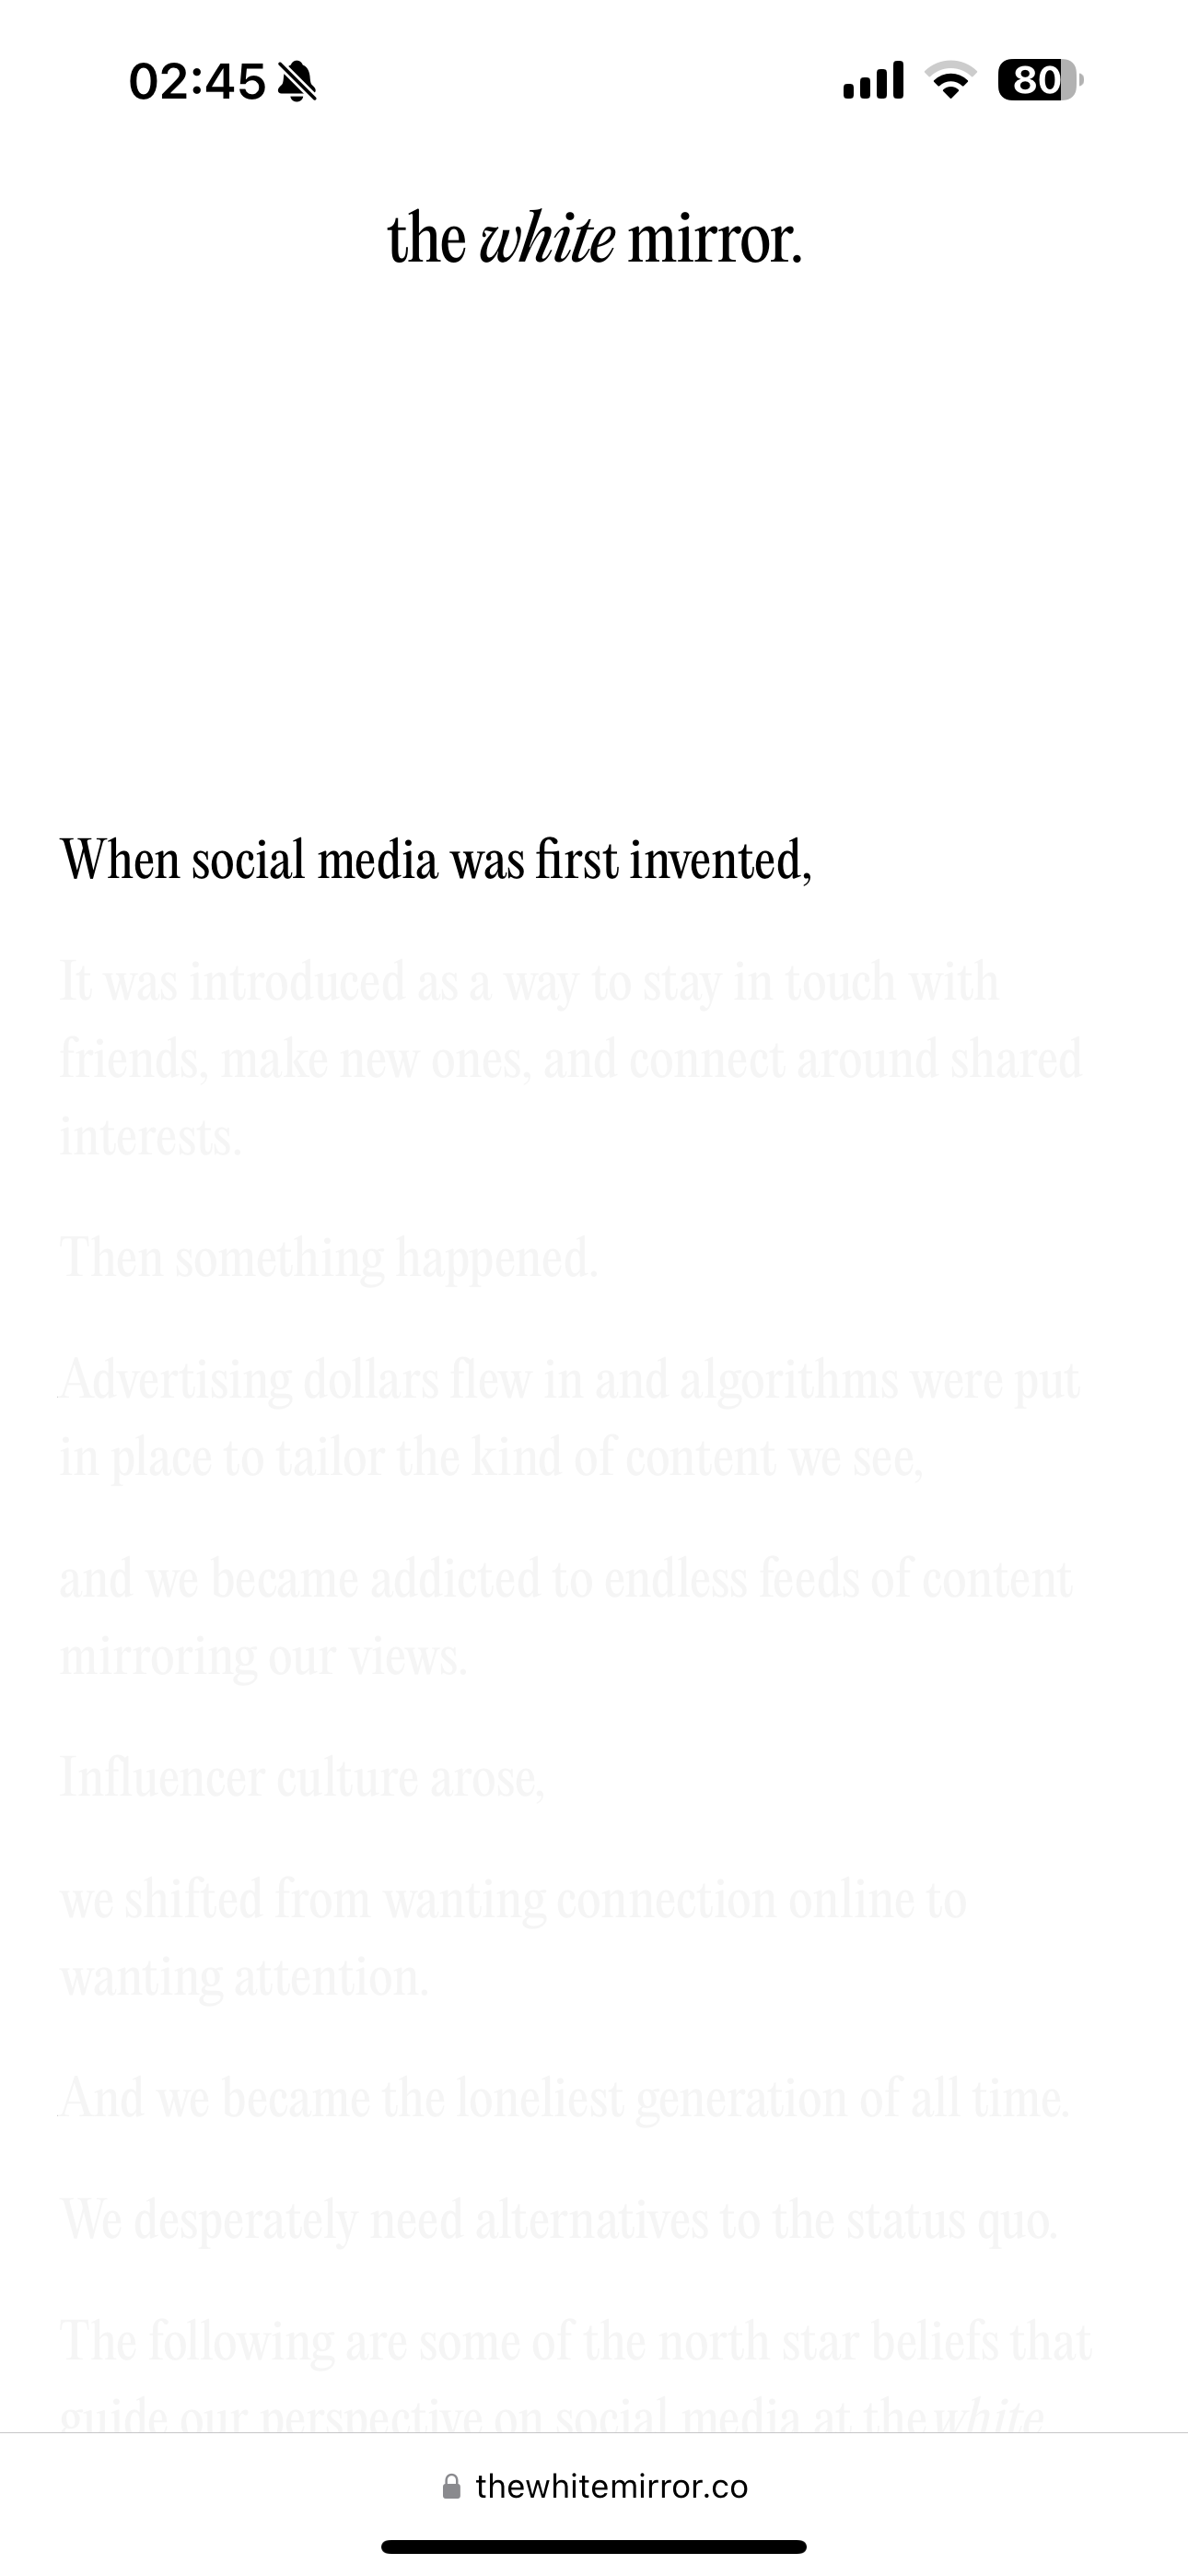 02:45
80
the white mirror.
When social media was first invented,
It was introduced as a way to stay in touch with
friends, make new ones, and connect around shared
interests.
Then something happened.
Advertising dollars flew in and algorithms were put
in place to tailor the kind of content we see,
and we became addicted to endless feeds of content
mirroring our views.
Influencer culture arose,
we shifted from wanting connection online to
wanting attention.
And we became the loneliest generation of all time.
We desperately need alternatives to the status quo.
The following are some of the north star beliefs that
guide our perspective on social media at the white
thewhitemirror.co